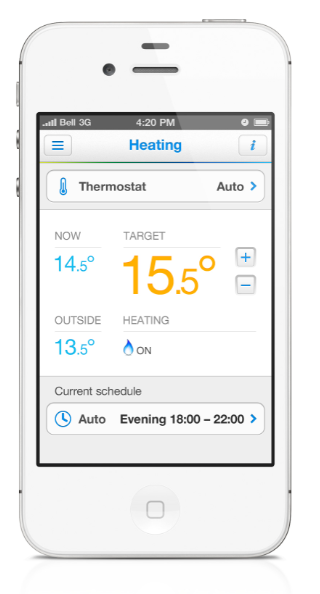 Bell 3G 4:20 PM
Heating i
Thermostat Auto >
NOW TARGET
14.5° 15.5° +
−
OUTSIDE HEATING
13.5° ON
Current schedule
Auto Evening 18:00 – 22:00 >